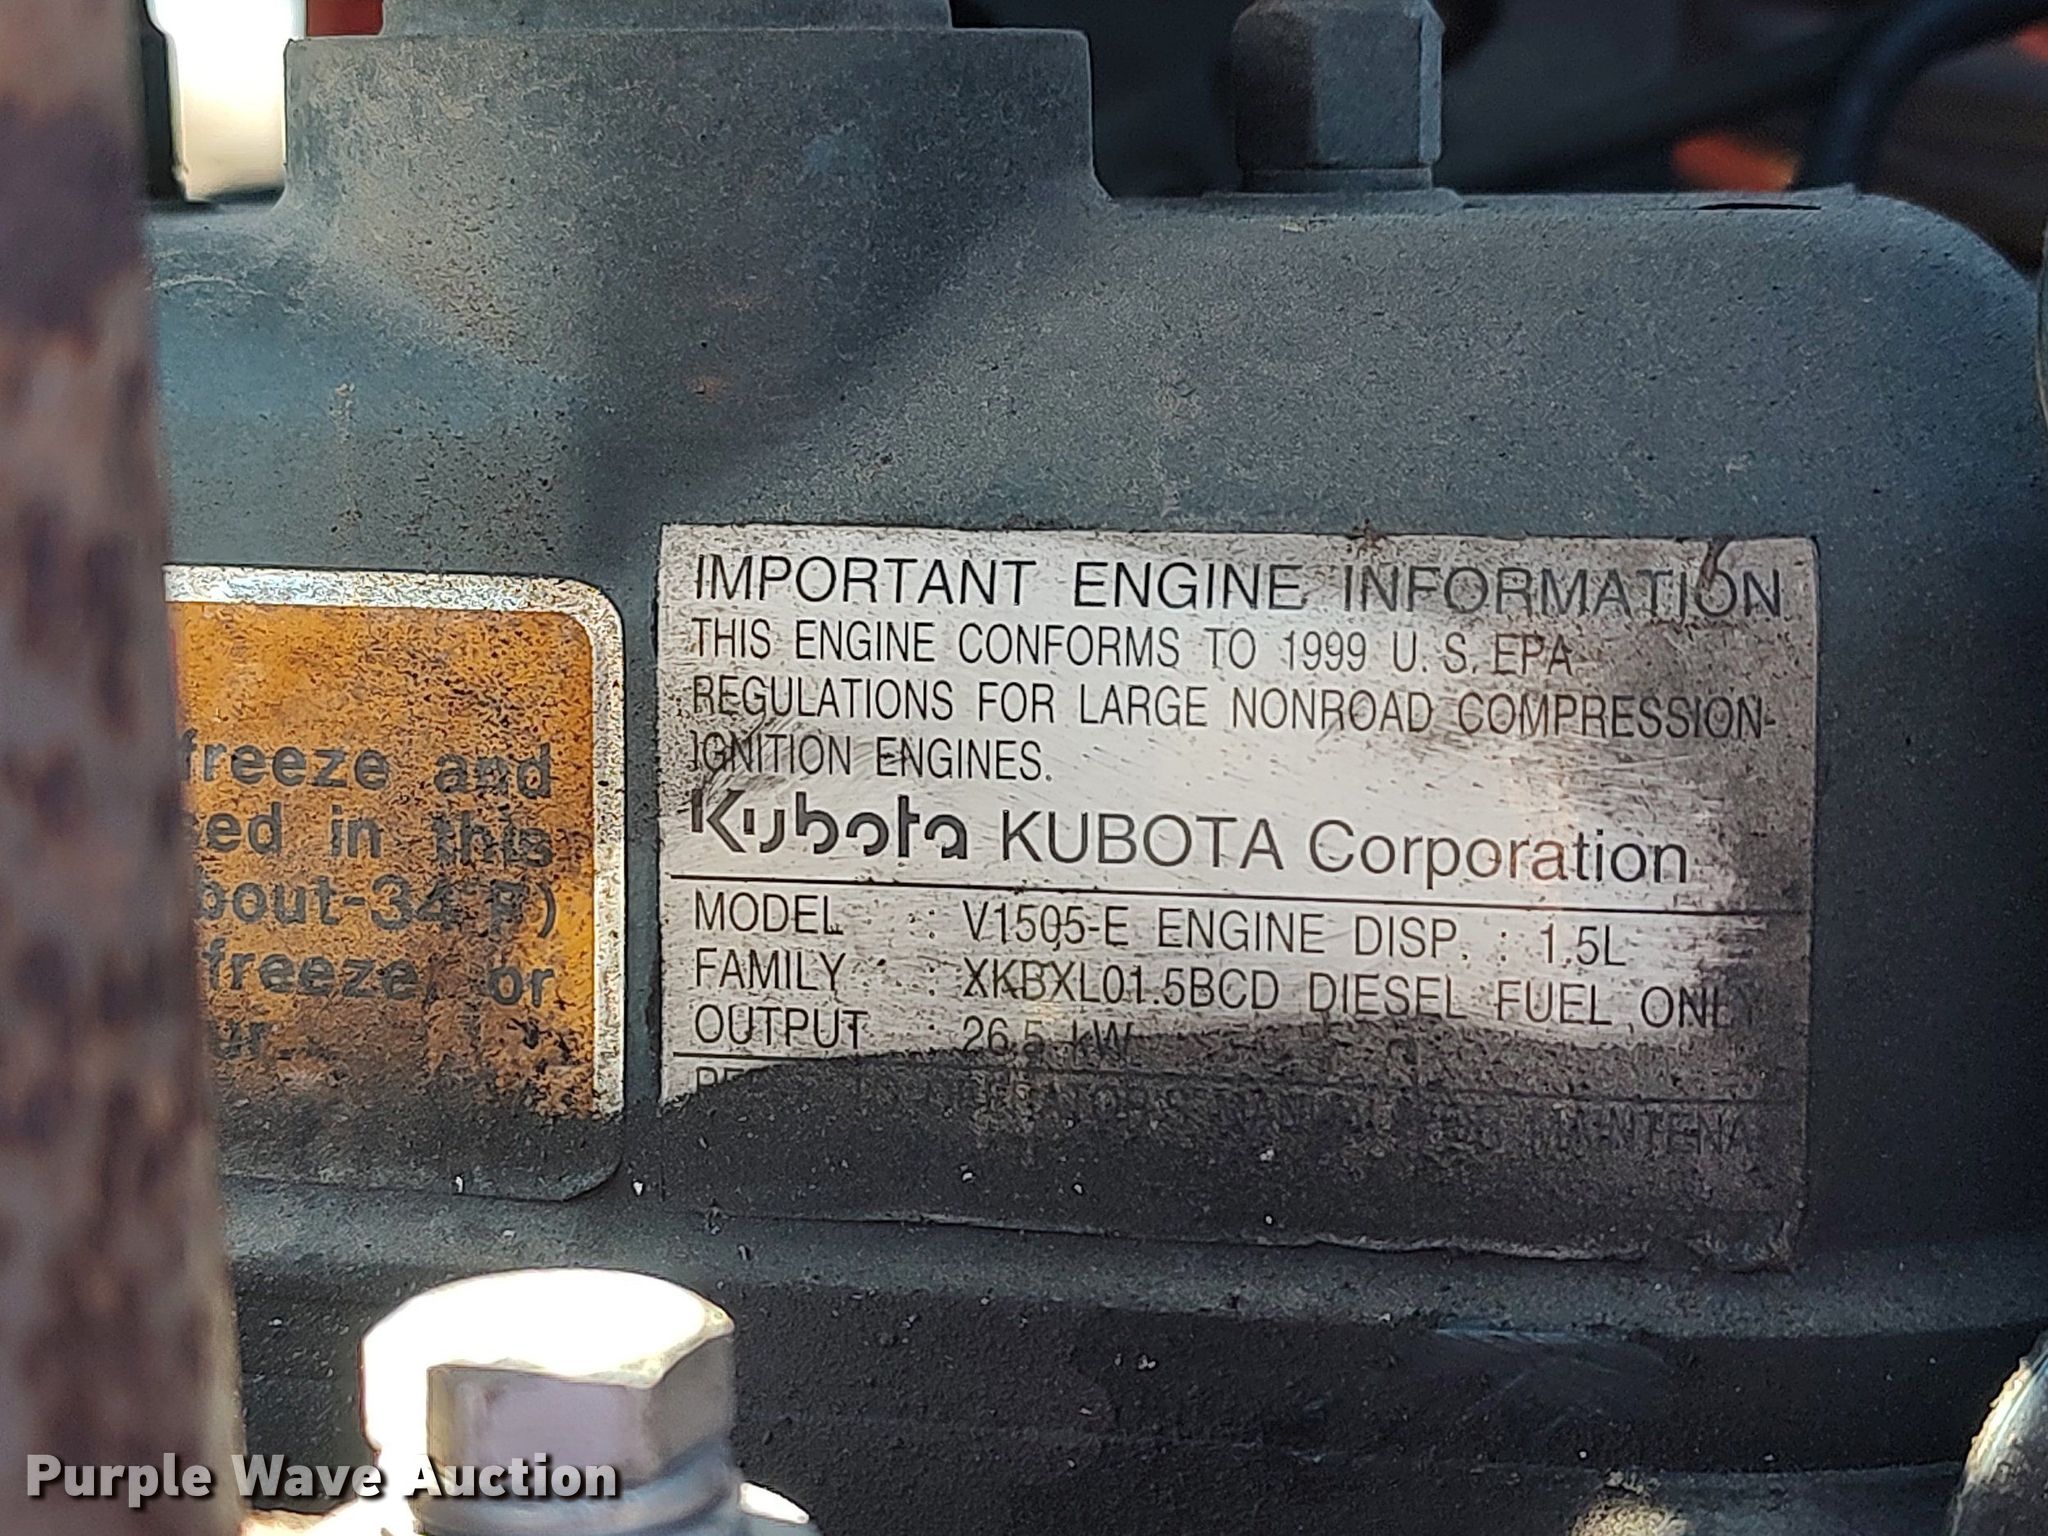 IMPORTANT ENGINE INFORMATION
THIS ENGINE CONFORMS TO 1999 U.S. EPA
REGULATIONS FOR LARGE NONROAD COMPRESSION-
IGNITION ENGINES.
Kubota KUBOTA Corporation
MODEL : V1505-E ENGINE DISP. : 1.5L
FAMILY : XKBXL01.5BCD DIESEL FUEL ONLY
OUTPUT : 26.5 kW
freeze and
ed in this
bout-34°F)
freeze, or
ur.
Purple Wave Auction